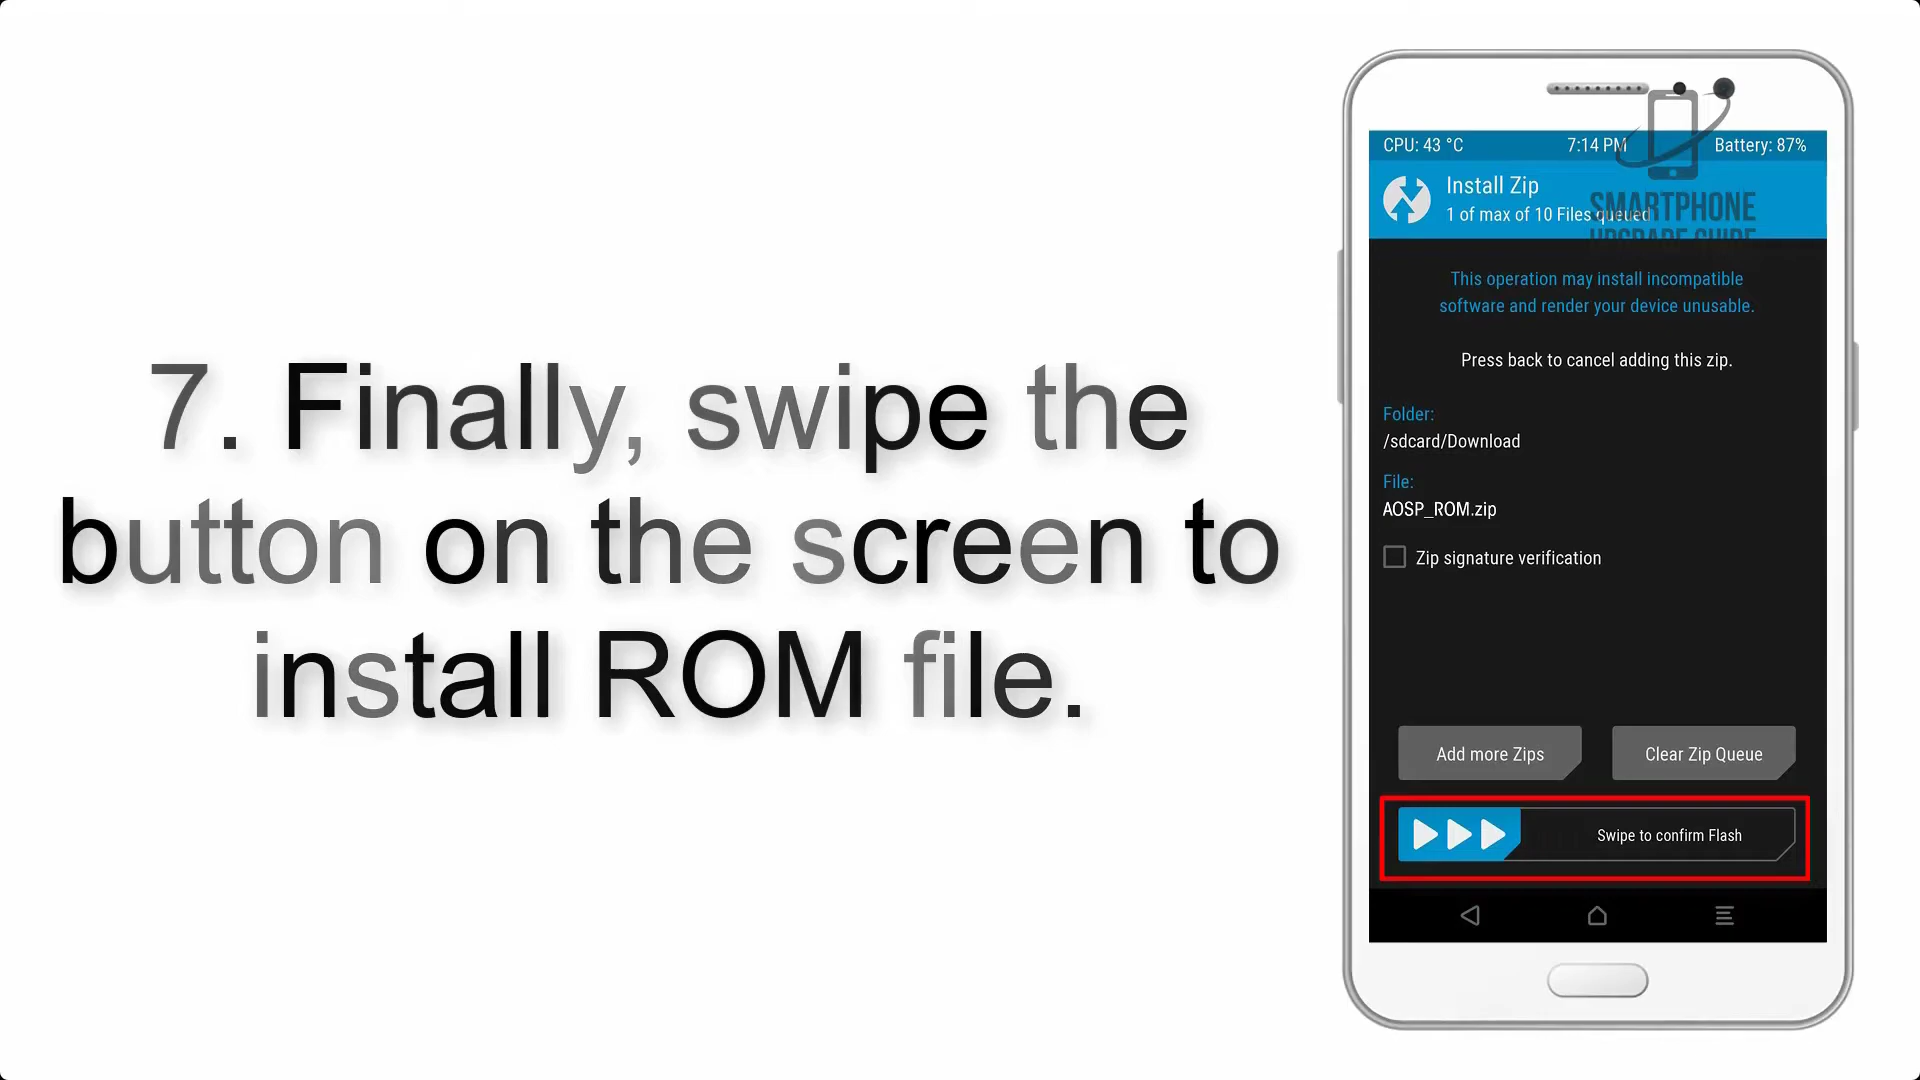 7. Finally, swipe the
button on the screen to
install ROM file.
CPU: 43 °C 7:14 PM Battery: 87%
Install Zip
1 of max of 10 Files queued
SMARTPHONE
UPGRADE GUIDE
This operation may install incompatible
software and render your device unusable.
Press back to cancel adding this zip.
Folder:
/sdcard/Download
File:
AOSP_ROM.zip
Zip signature verification
Add more Zips Clear Zip Queue
Swipe to confirm Flash